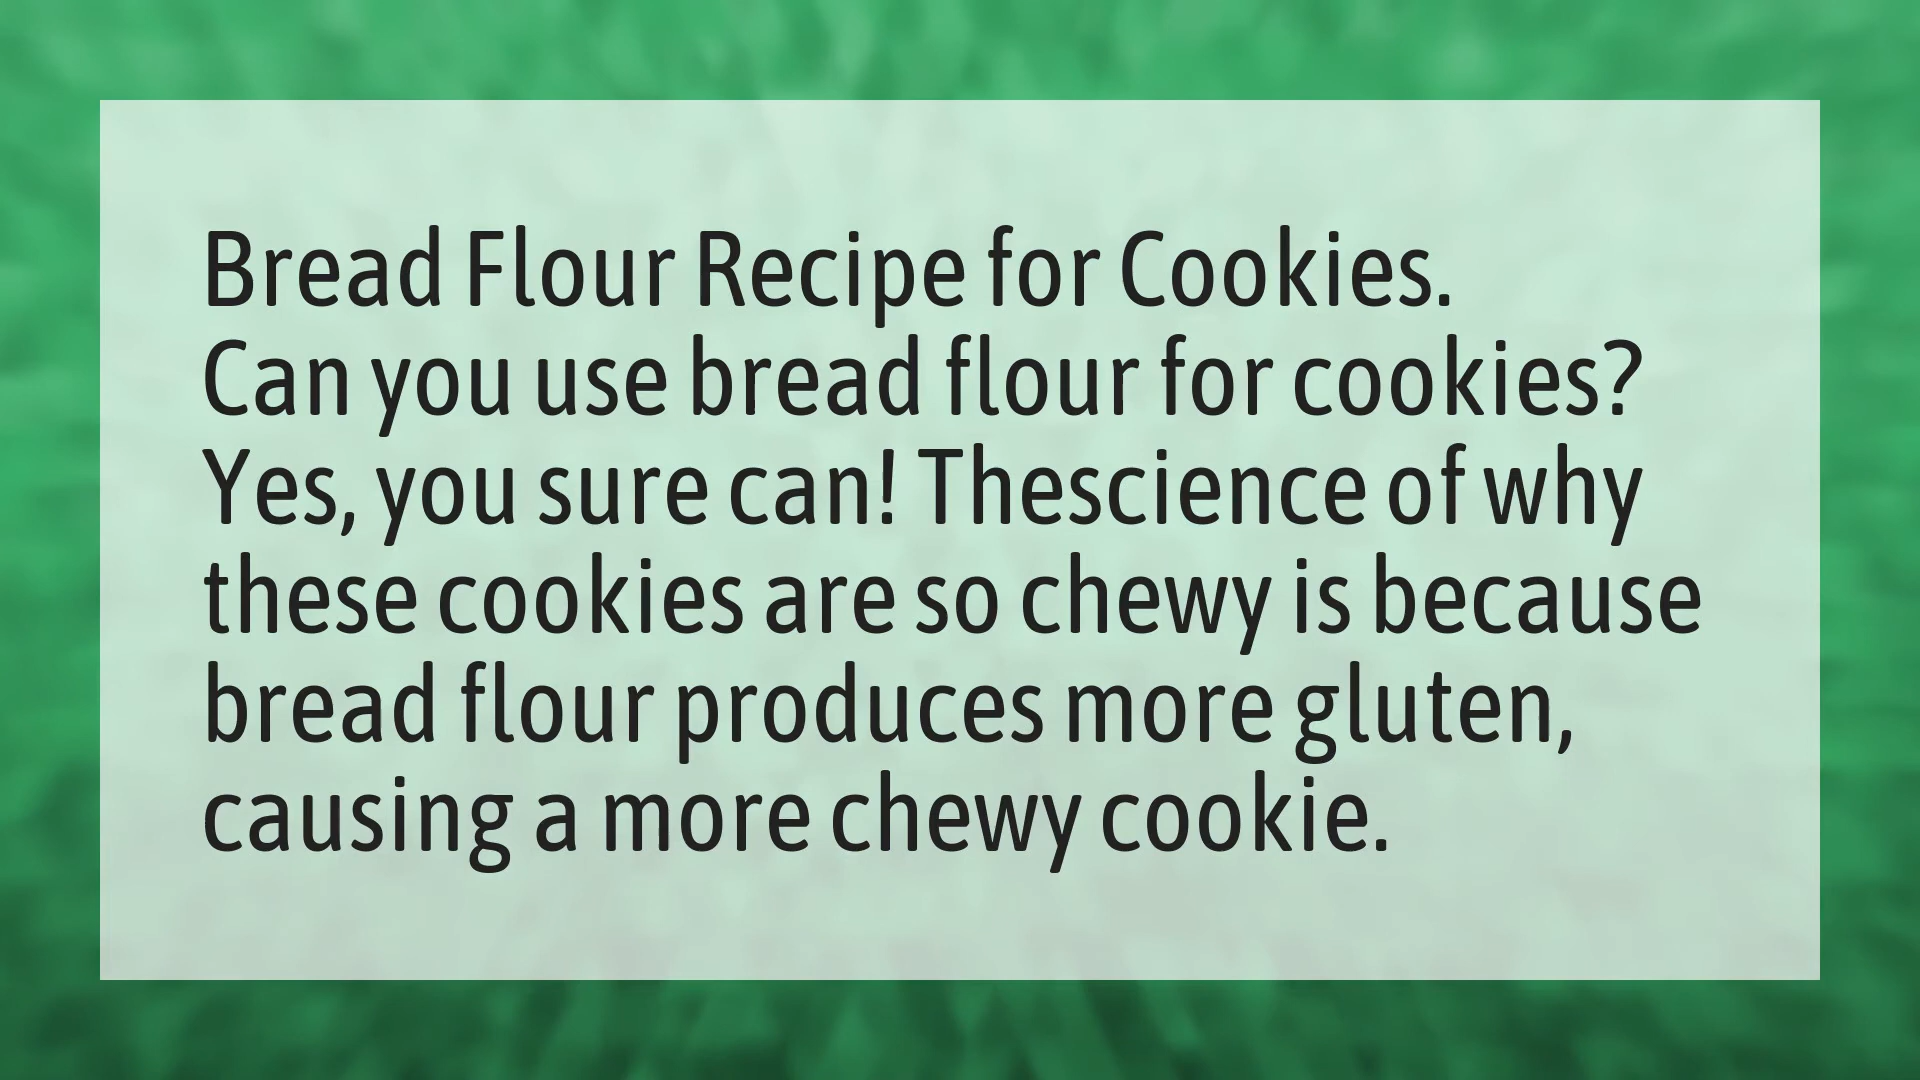 Bread Flour Recipe for Cookies.
Can you use bread flour for cookies?
Yes, you sure can! Thescience of why
these cookies are so chewy is because
bread flour produces more gluten,
causing a more chewy cookie.